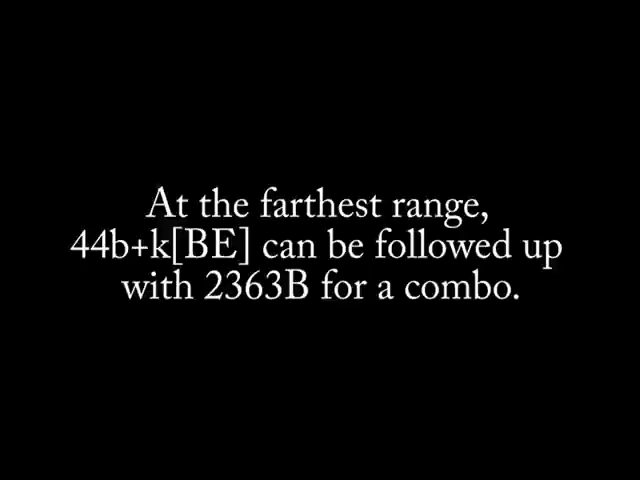 At the farthest range,
44b+k[BE] can be followed up
with 2363B for a combo.